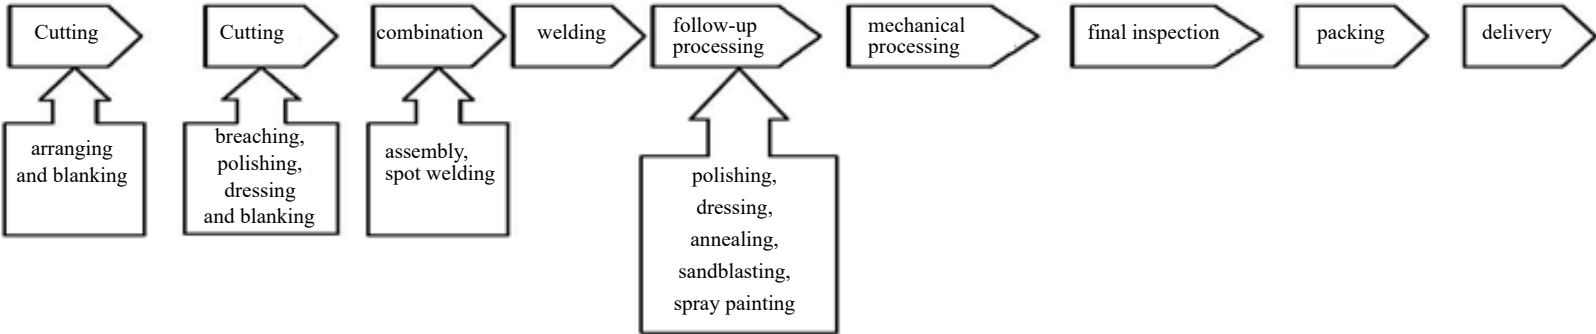 Cutting
Cutting
combination
welding
follow-up
processing
mechanical
processing
final inspection
packing
delivery
arranging
and blanking
breaching,
polishing,
dressing
and blanking
assembly,
spot welding
polishing,
dressing,
annealing,
sandblasting,
spray painting